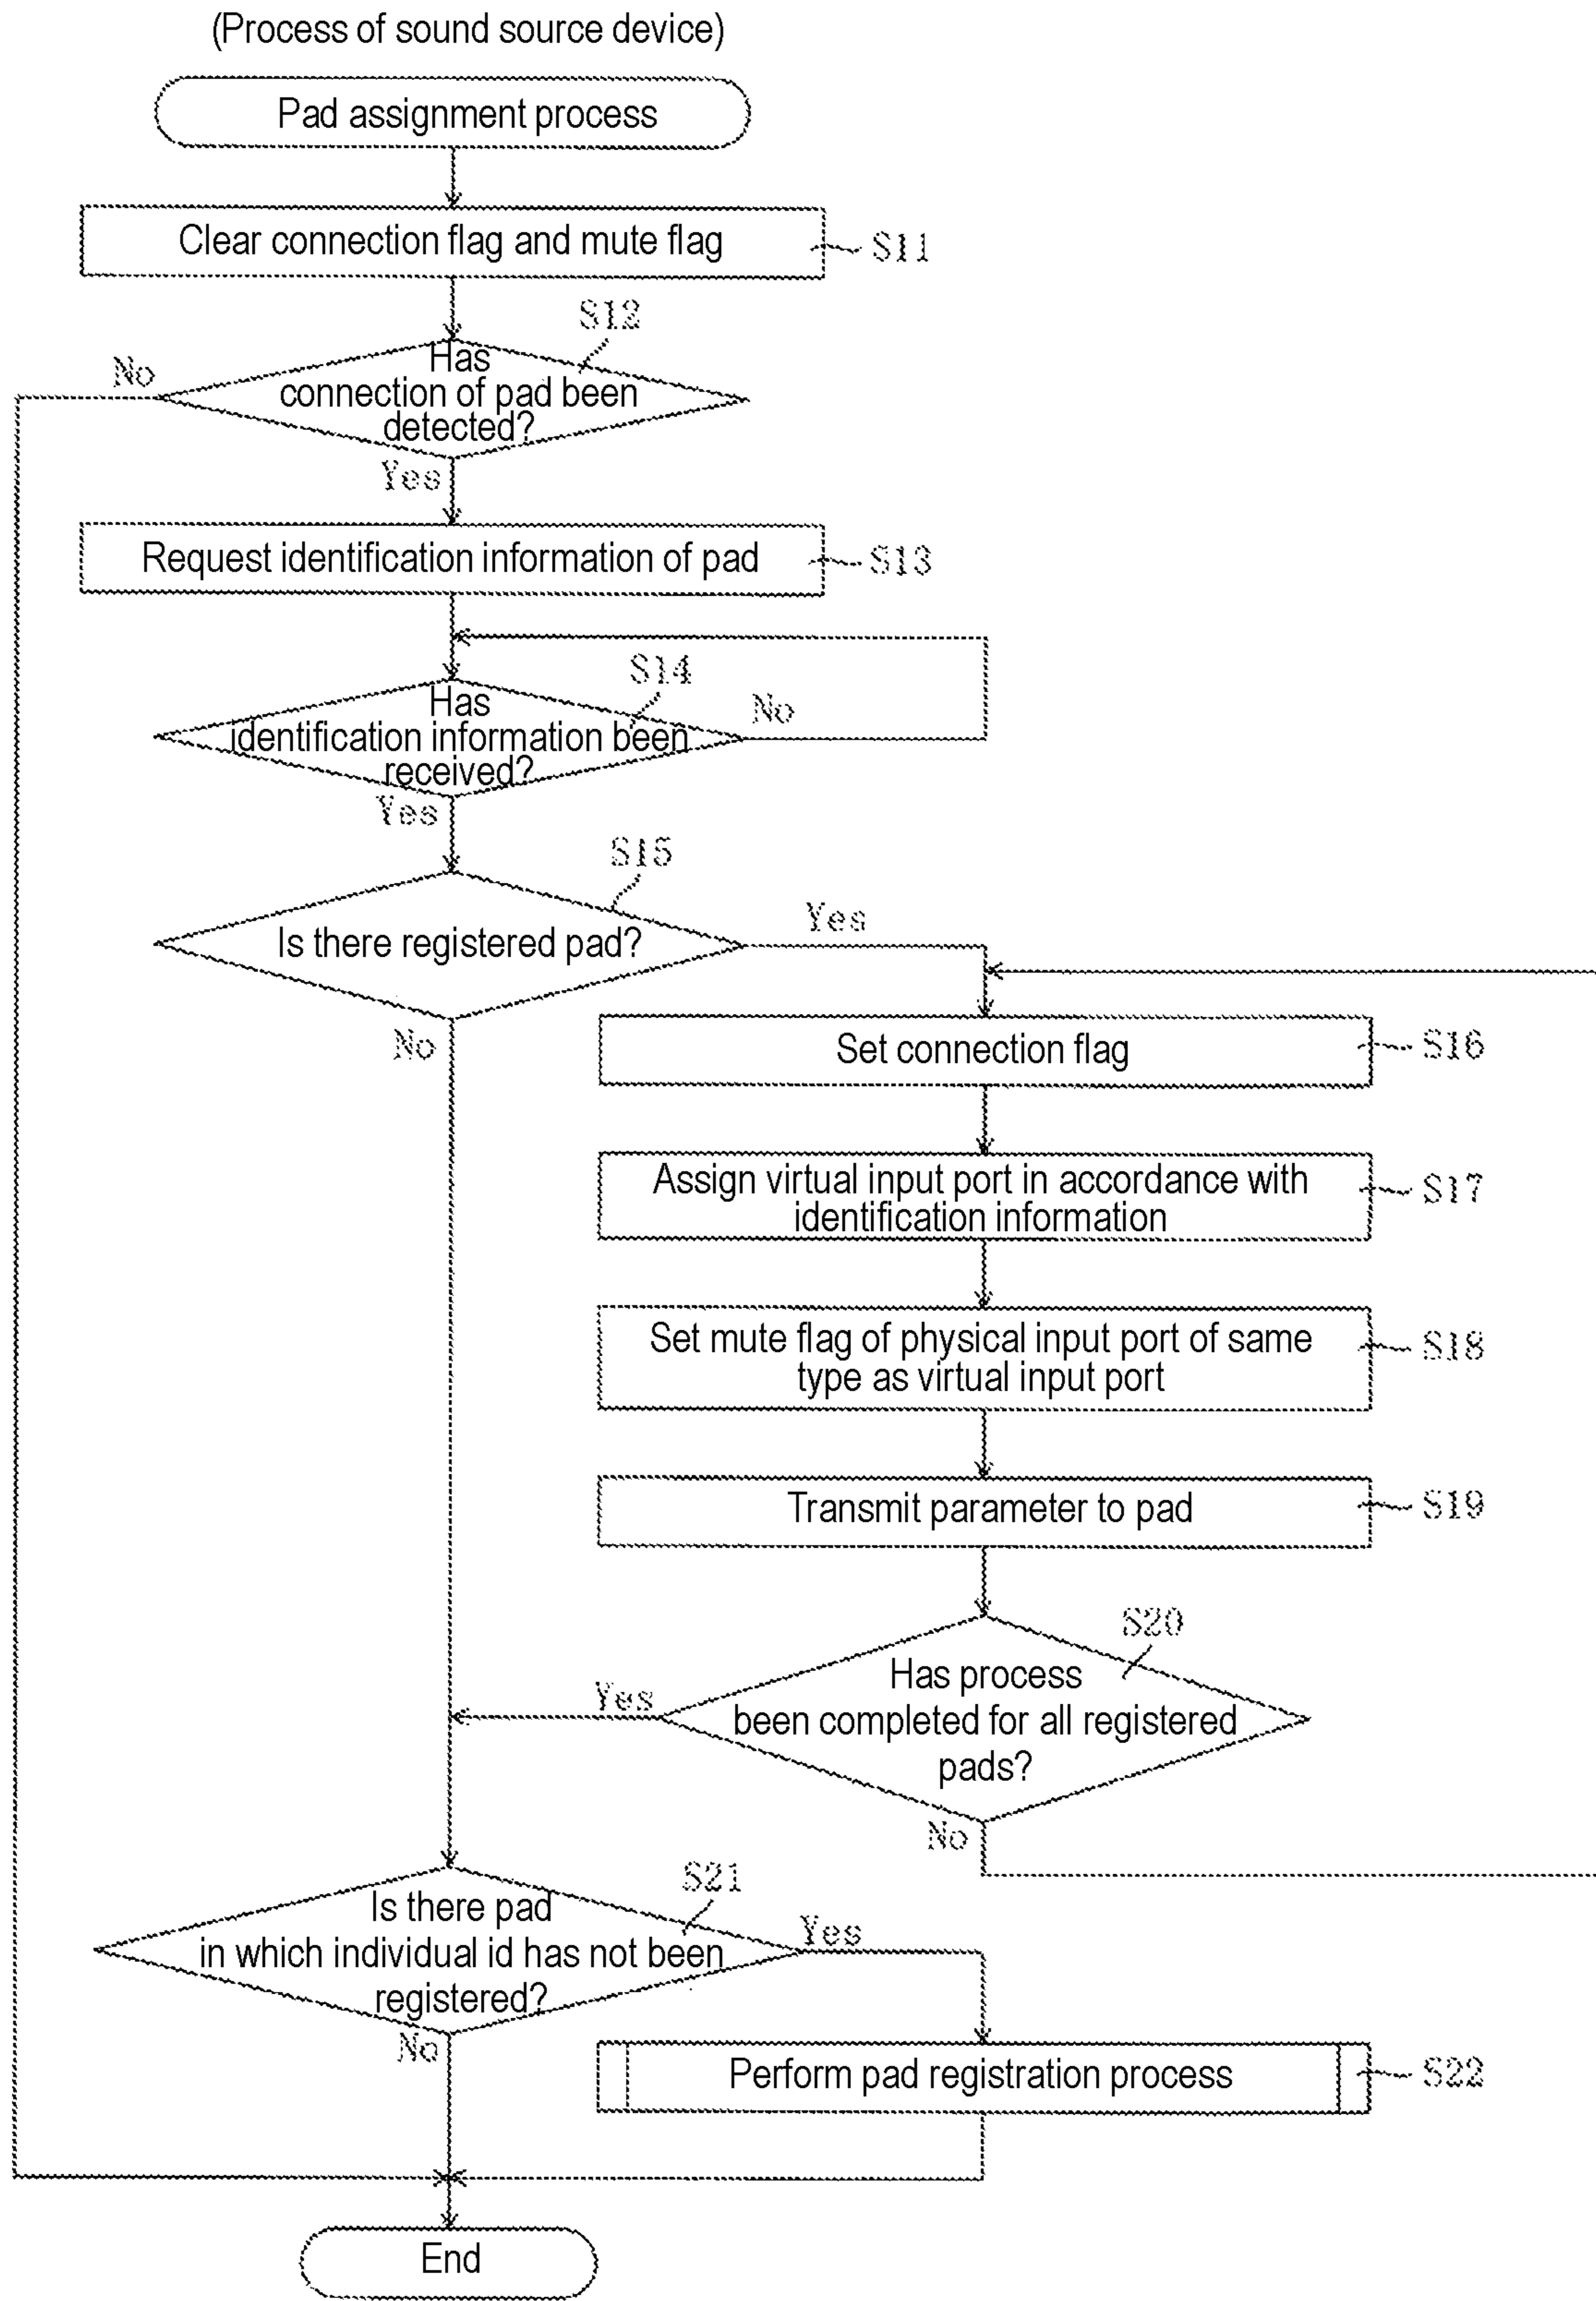 (Process of sound source device)
Pad assignment process
Clear connection flag and mute flag
S11
S12
No
Has
connection of pad been
detected?
Yes
Request identification information of pad
S13
S14
Has
identification information been
received?
No
Yes
S15
Is there registered pad?
Yes
No
Set connection flag
S16
Assign virtual input port in accordance with
identification information
S17
Set mute flag of physical input port of same
type as virtual input port
S18
Transmit parameter to pad
S19
S20
Has process
been completed for all registered
pads?
Yes
No
S21
Is there pad
in which individual id has not been
registered?
Yes
No
Perform pad registration process
S22
End